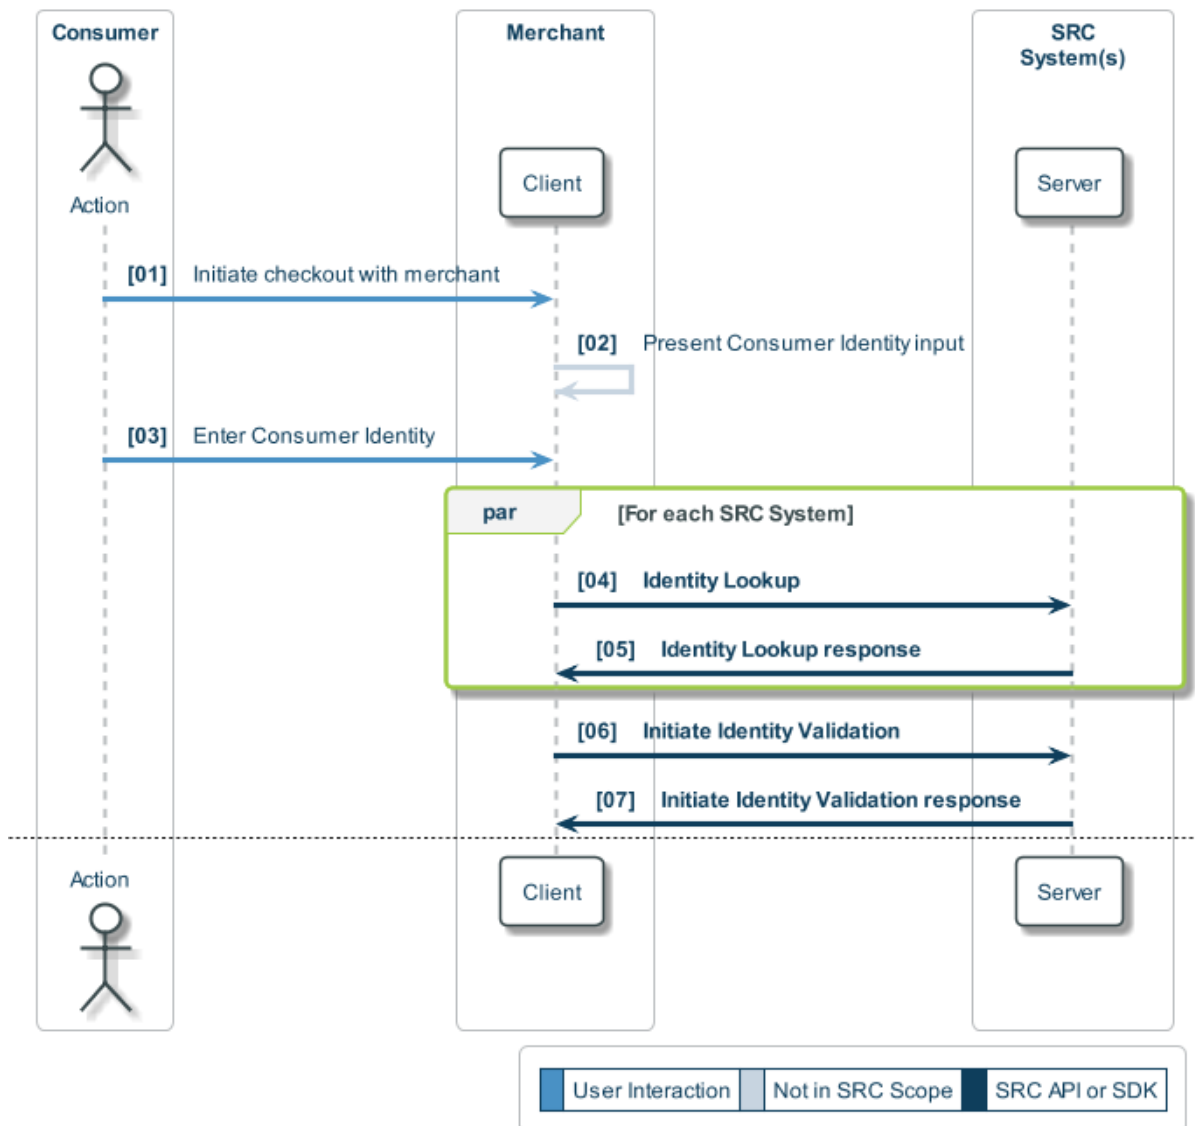 Consumer
Merchant
SRC
System(s)
Action
Client
Server
[01] Initiate checkout with merchant
[02] Present Consumer Identity input
[03] Enter Consumer Identity
par [For each SRC System]
[04] Identity Lookup
[05] Identity Lookup response
[06] Initiate Identity Validation
[07] Initiate Identity Validation response
Action
Client
Server
User Interaction
Not in SRC Scope
SRC API or SDK